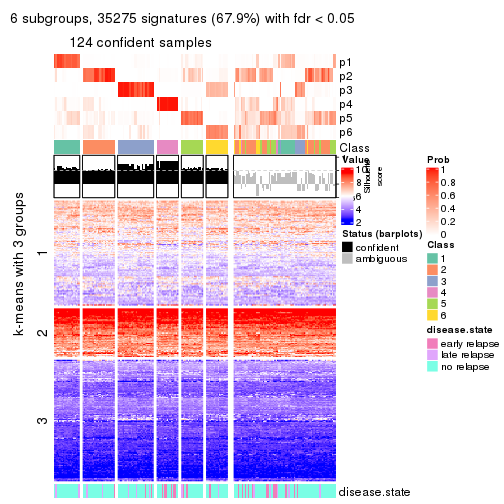 6 subgroups, 35275 signatures (67.9%) with fdr < 0.05
124 confident samples
p1
p2
p3
p4
p5
p6
Class
k-means with 3 groups
1
2
3
disease.state
Value
10
6
4
2
Silhouette
score
Status (barplots)
confident
ambiguous
Prob
1
0.8
0.6
0.4
0.2
0
Class
1
2
3
4
5
6
disease.state
early relapse
late relapse
no relapse